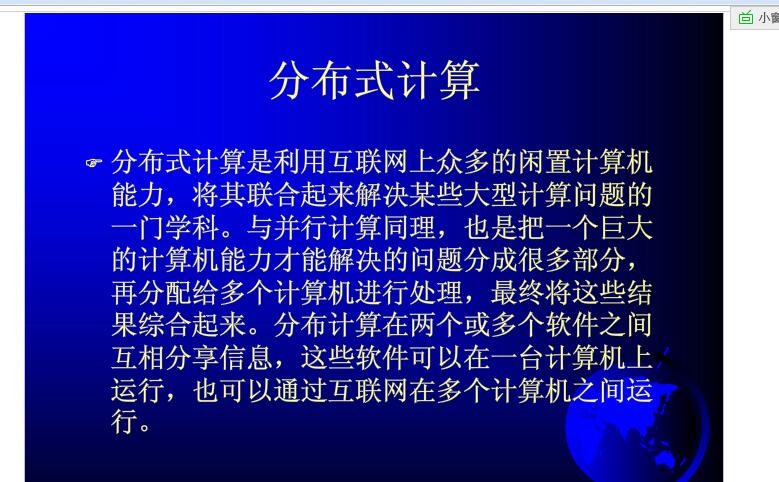 小窗
分布式计算
分布式计算是利用互联网上众多的闲置计算机
能力，将其联合起来解决某些大型计算问题的
一门学科。与并行计算同理，也是把一个巨大
的计算机能力才能解决的问题分成很多部分，
再分配给多个计算机进行处理，最终将这些结
果综合起来。分布计算在两个或多个软件之间
互相分享信息，这些软件可以在一台计算机上
运行，也可以通过互联网在多个计算机之间运
行。